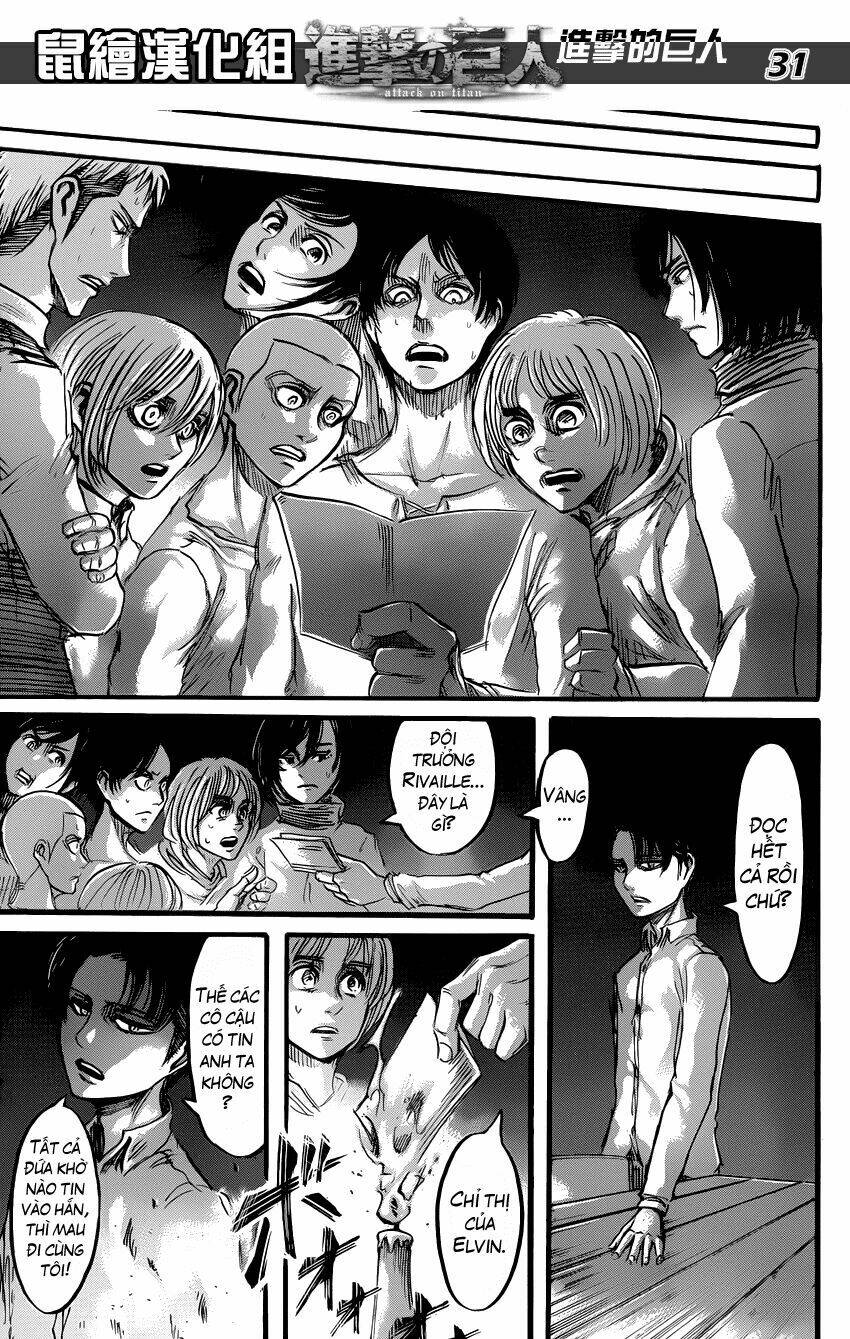 鼠繪漢化組
進撃の巨人
attack on titan
進擊的巨人
31
ĐỌC
HẾT
CẢ RỒI
CHỨ?
VÂNG
...
ĐỘI
TRƯỞNG
RIVAILLE...
ĐÂY LÀ
GÌ?
CHỈ THỊ
CỦA
ELVIN.
THẾ CÁC
CÔ CẬU
CÓ TIN
ANH TA
KHÔNG
?
TẤT CẢ
ĐỨA KHỜ
NÀO TIN
VÀO HẮN,
THÌ MAU
ĐI CÙNG
TÔI!